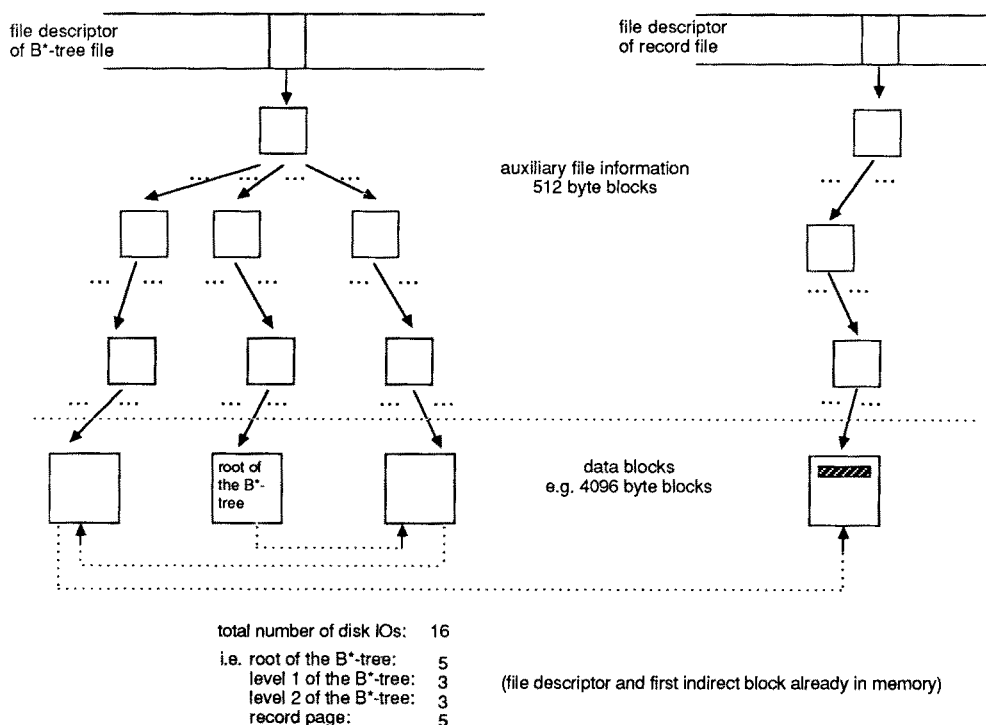 file descriptor
of B*-tree file
file descriptor
of record file
auxiliary file information
512 byte blocks
... ... ... ...
... ...
... ... ... ... ... ...
... ...
... ... ... ... ... ...
... ...
root of
the B*-
tree
data blocks
e.g. 4096 byte blocks
total number of disk IOs: 16
i.e. root of the B*-tree: 5
level 1 of the B*-tree: 3
level 2 of the B*-tree: 3
record page: 5
(file descriptor and first indirect block already in memory)